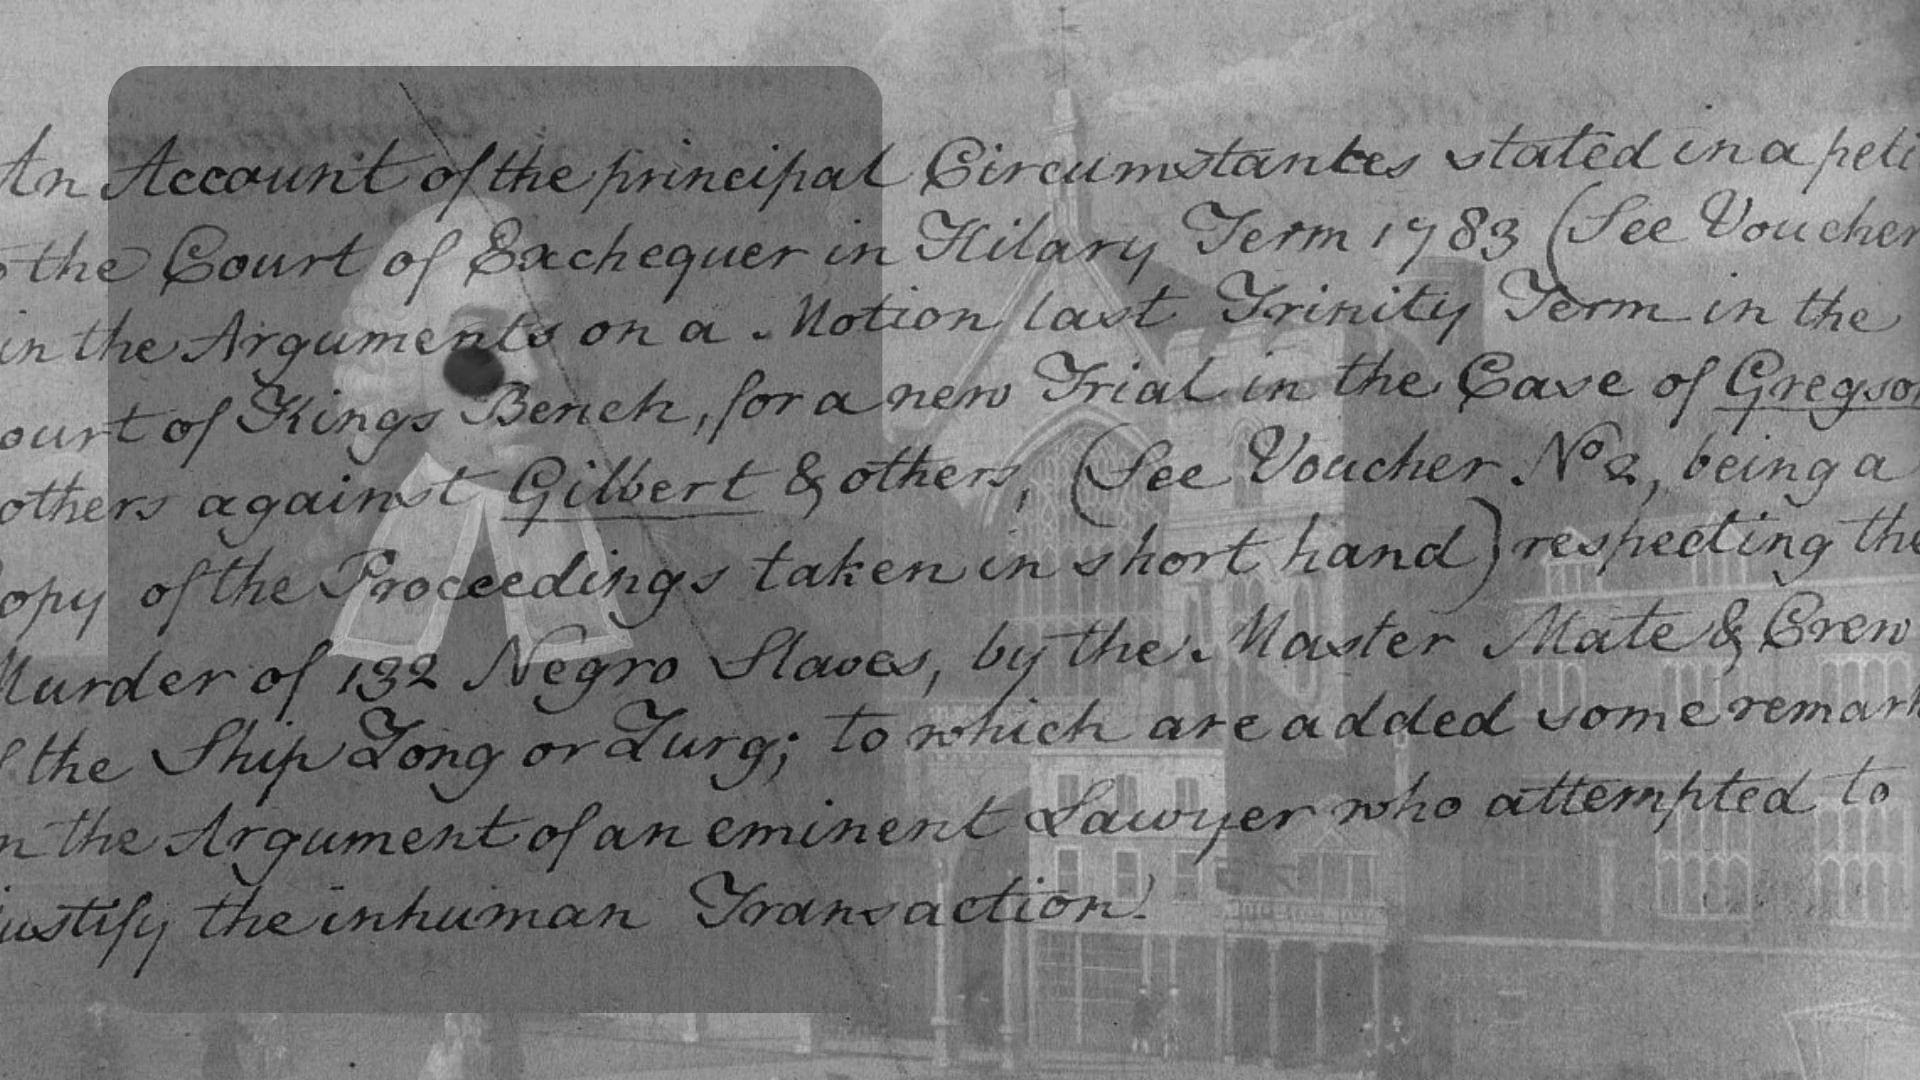 An Account of the principal Circumstantes stated in a peti
the Court of Exchequer in Hilary Term 1783 (See Voucher
in the Arguments on a Motion last Trinity Term in the
ourt of Kings Bench, for a new Trial in the Case of Gregson
others against Gilbert & others, (See Voucher No 2, being a
opy of the Proceedings taken in short hand) respecting the
Murder of 132 Negro Slaves, by the Master Mate & Crew
f the Ship Zong or Zurg; to which are added some remark
n the Argument of an eminent Lawyer who attempted to
justify the inhuman Transaction.